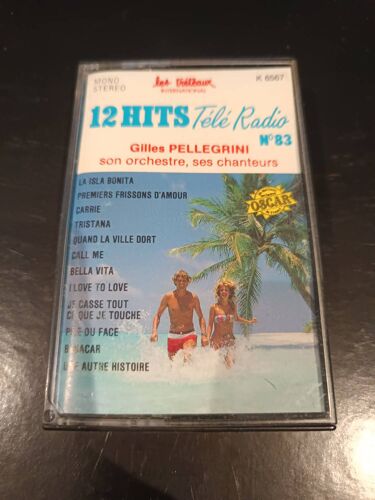 MONO
STEREO
Les Tréteaux
INTERNATIONAL
K 6567
12 HITS Télé Radio
N° 83
Gilles PELLEGRINI
son orchestre, ses chanteurs
OSCAR
LA ISLA BONITA
PREMIERS FRISSONS D'AMOUR
CARRIE
TRISTANA
QUAND LA VILLE DORT
CALL ME
BELLA VITA
I LOVE TO LOVE
JE CASSE TOUT
CE QUE JE TOUCHE
PILE OU FACE
BONACAR
UNE AUTRE HISTOIRE